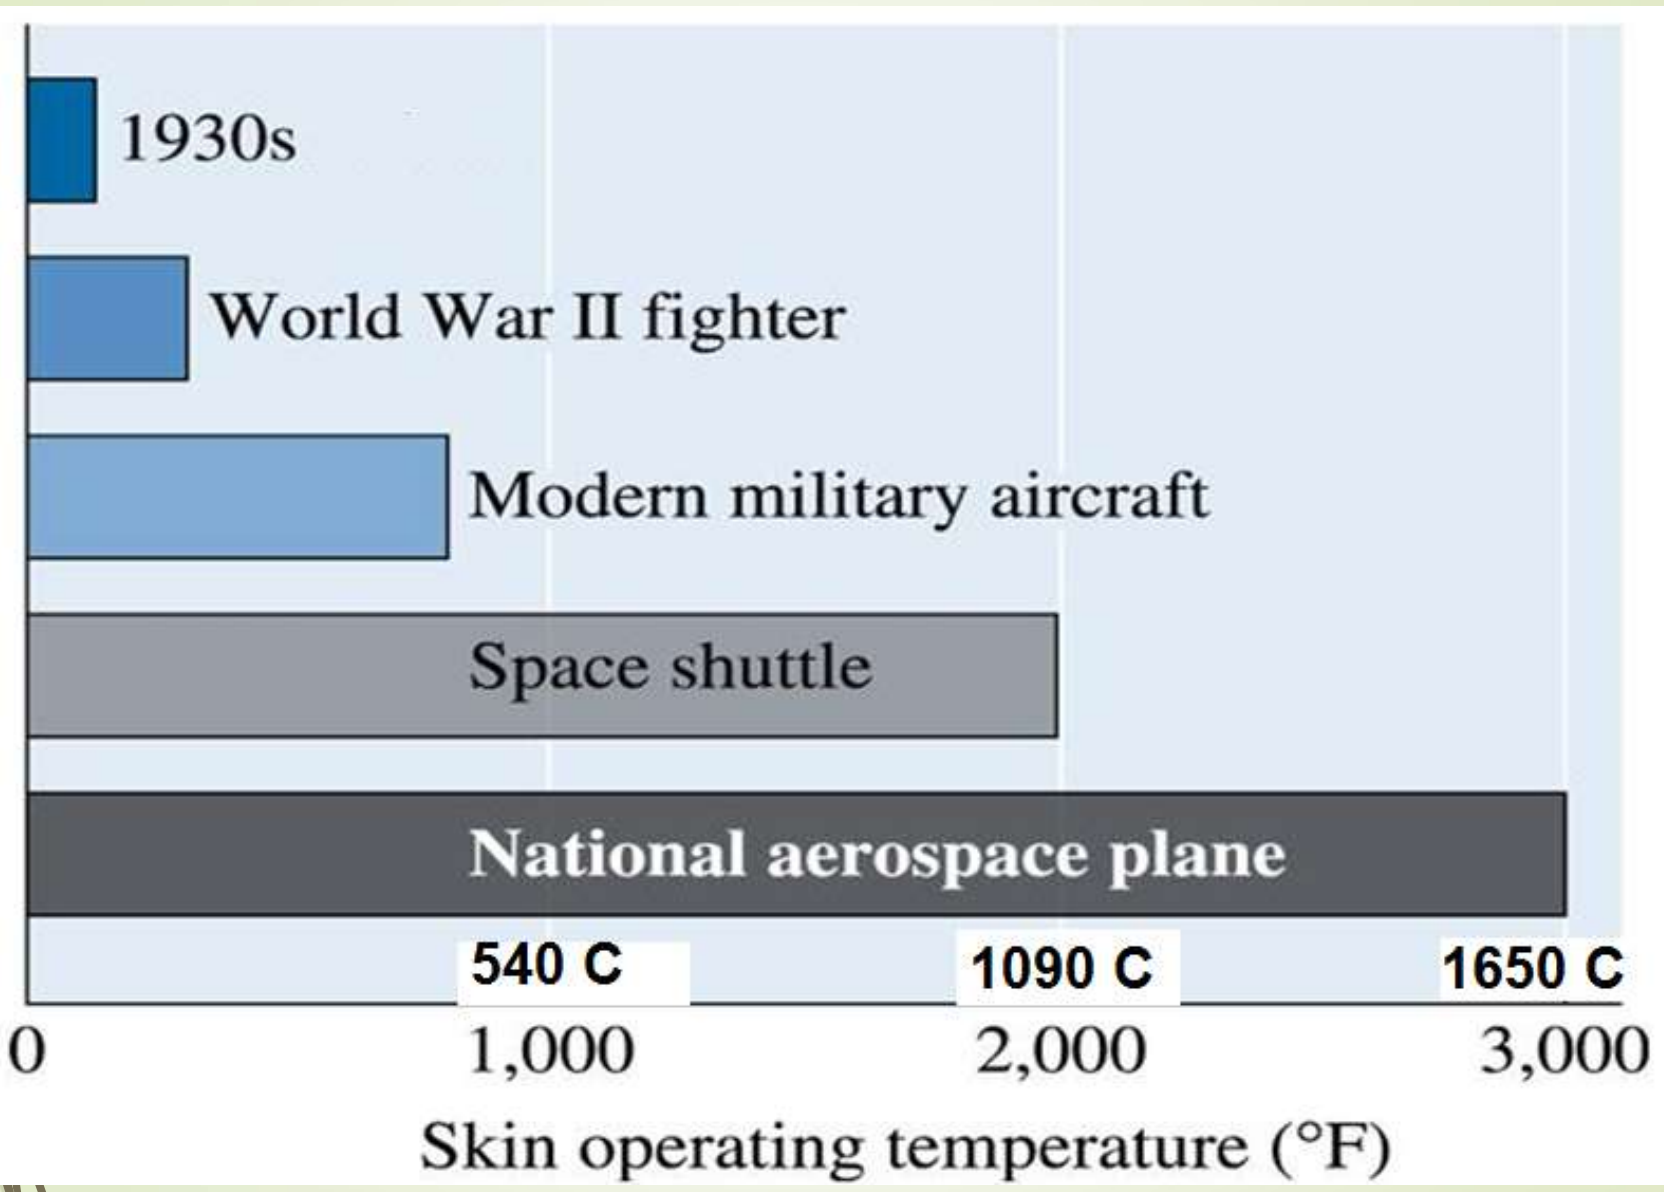 1930s
World War II fighter
Modern military aircraft
Space shuttle
National aerospace plane
540 C 1090 C 1650 C
0 1,000 2,000 3,000
Skin operating temperature (°F)